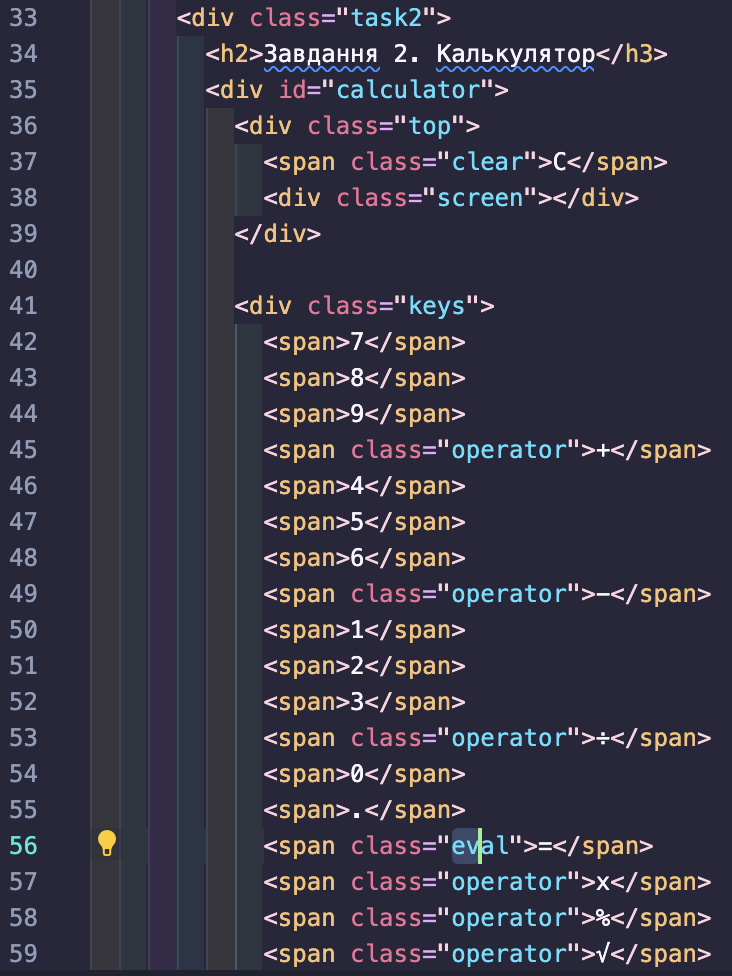 33 <div class="task2">
34 <h2>Завдання 2. Калькулятор</h3>
35 <div id="calculator">
36 <div class="top">
37 <span class="clear">C</span>
38 <div class="screen"></div>
39 </div>
40
41 <div class="keys">
42 <span>7</span>
43 <span>8</span>
44 <span>9</span>
45 <span class="operator">+</span>
46 <span>4</span>
47 <span>5</span>
48 <span>6</span>
49 <span class="operator">−</span>
50 <span>1</span>
51 <span>2</span>
52 <span>3</span>
53 <span class="operator">÷</span>
54 <span>0</span>
55 <span>.</span>
56 <span class="eval">=</span>
57 <span class="operator">x</span>
58 <span class="operator">%</span>
59 <span class="operator">√</span>